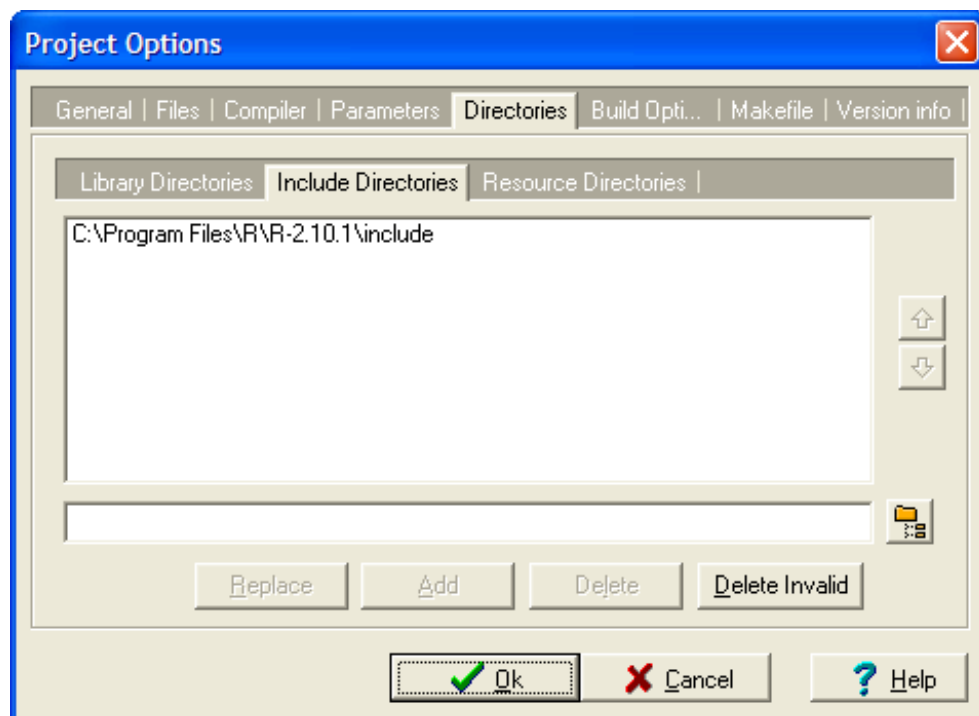 Project Options
General | Files | Compiler | Parameters Directories Build Opti... | Makefile | Version info |
Library Directories Include Directories Resource Directories |
C:\Program Files\R\R-2.10.1\include
Replace Add Delete Delete Invalid
Ok Cancel ? Help